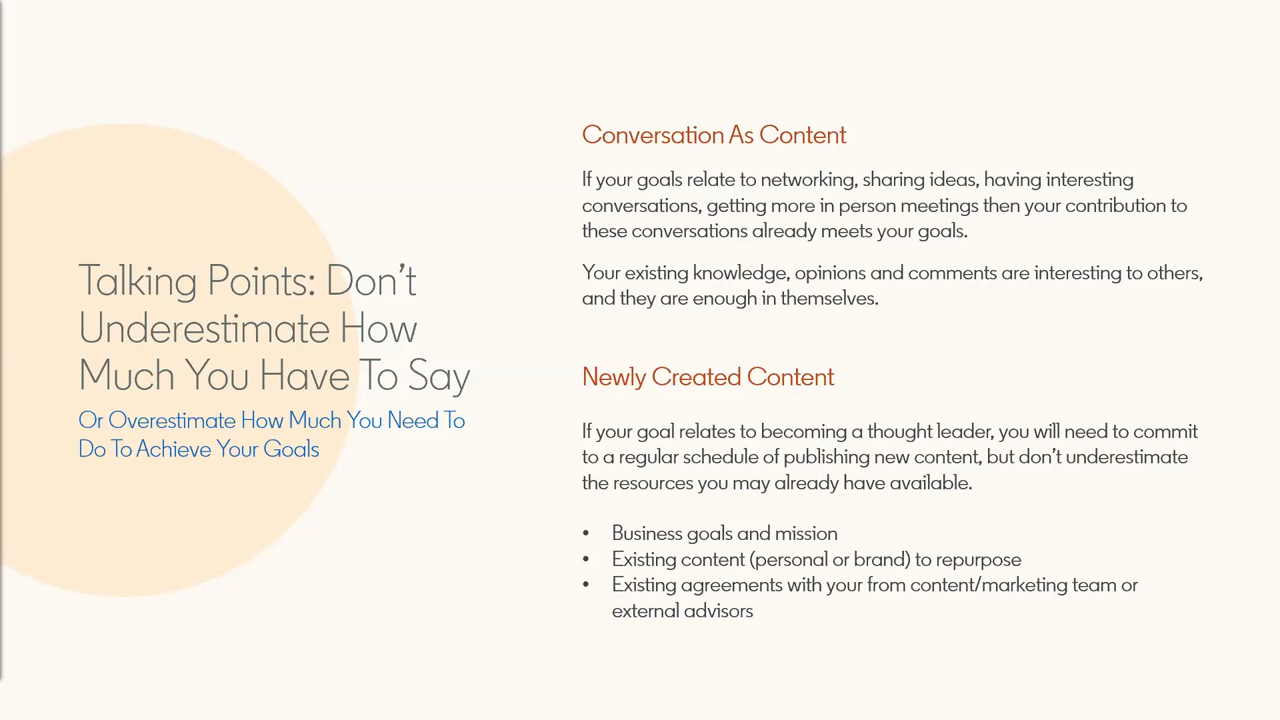 Talking Points: Don't
Underestimate How
Much You Have To Say
Or Overestimate How Much You Need To
Do To Achieve Your Goals
Conversation As Content
If your goals relate to networking, sharing ideas, having interesting
conversations, getting more in person meetings then your contribution to
these conversations already meets your goals.
Your existing knowledge, opinions and comments are interesting to others,
and they are enough in themselves.
Newly Created Content
If your goal relates to becoming a thought leader, you will need to commit
to a regular schedule of publishing new content, but don't underestimate
the resources you may already have available.
• Business goals and mission
• Existing content (personal or brand) to repurpose
• Existing agreements with your from content/marketing team or
external advisors